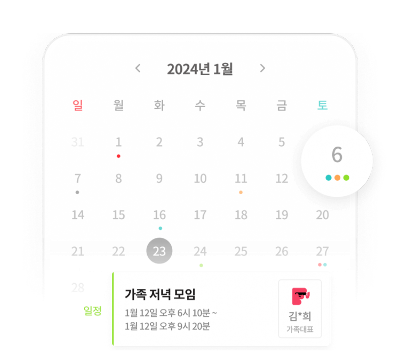 2024년 1월
일 월 화 수 목 금 토
31 1 2 3 4 5 6
7 8 9 10 11 12
14 15 16 17 18 19 20
21 22 23 24 25 26 27
28
일정
가족 저녁 모임
1월 12일 오후 6시 10분 ~
1월 12일 오후 9시 20분
김*희
가족대표